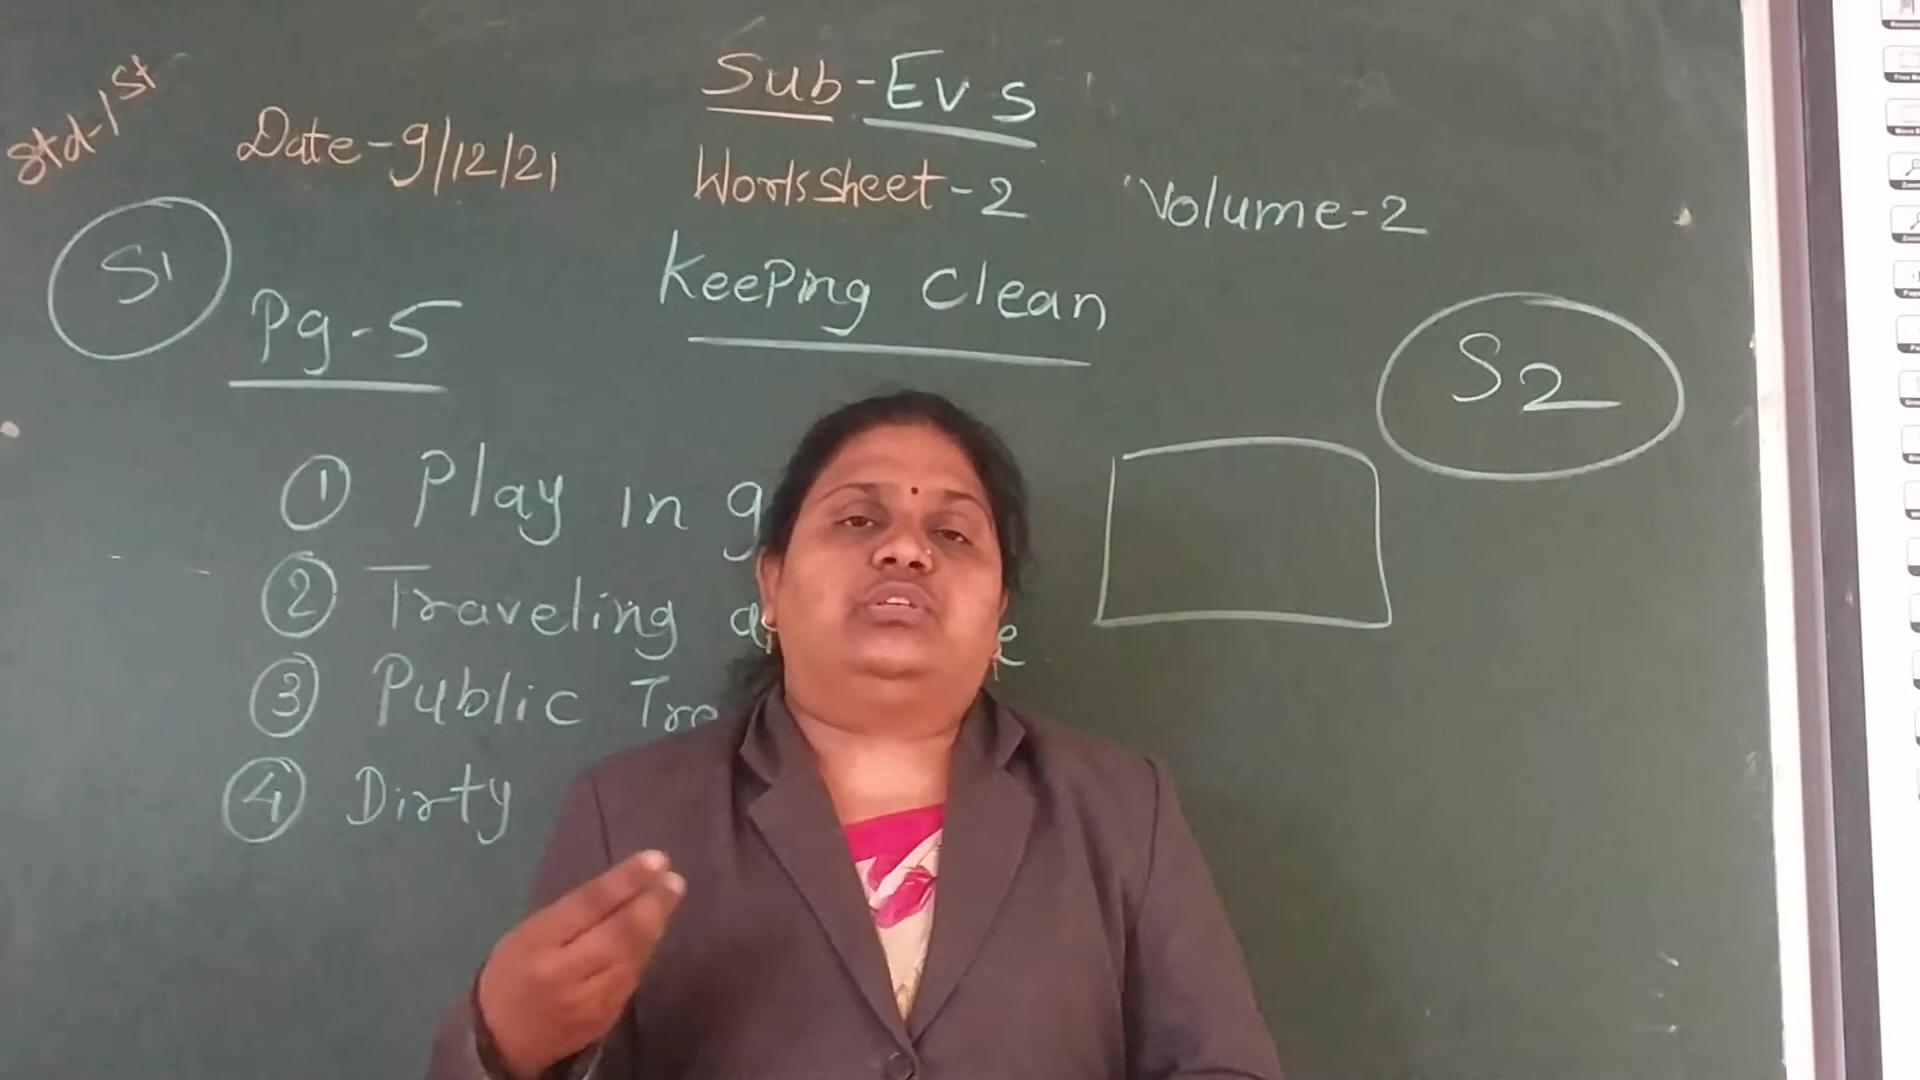 Std-1st
Sub-EVS
Date-9/12/21
Workssheet-2
Volume-2
S1
Keeping Clean
Pg-5
S2
① Play in
② Traveling
③ Public
④ Dirty